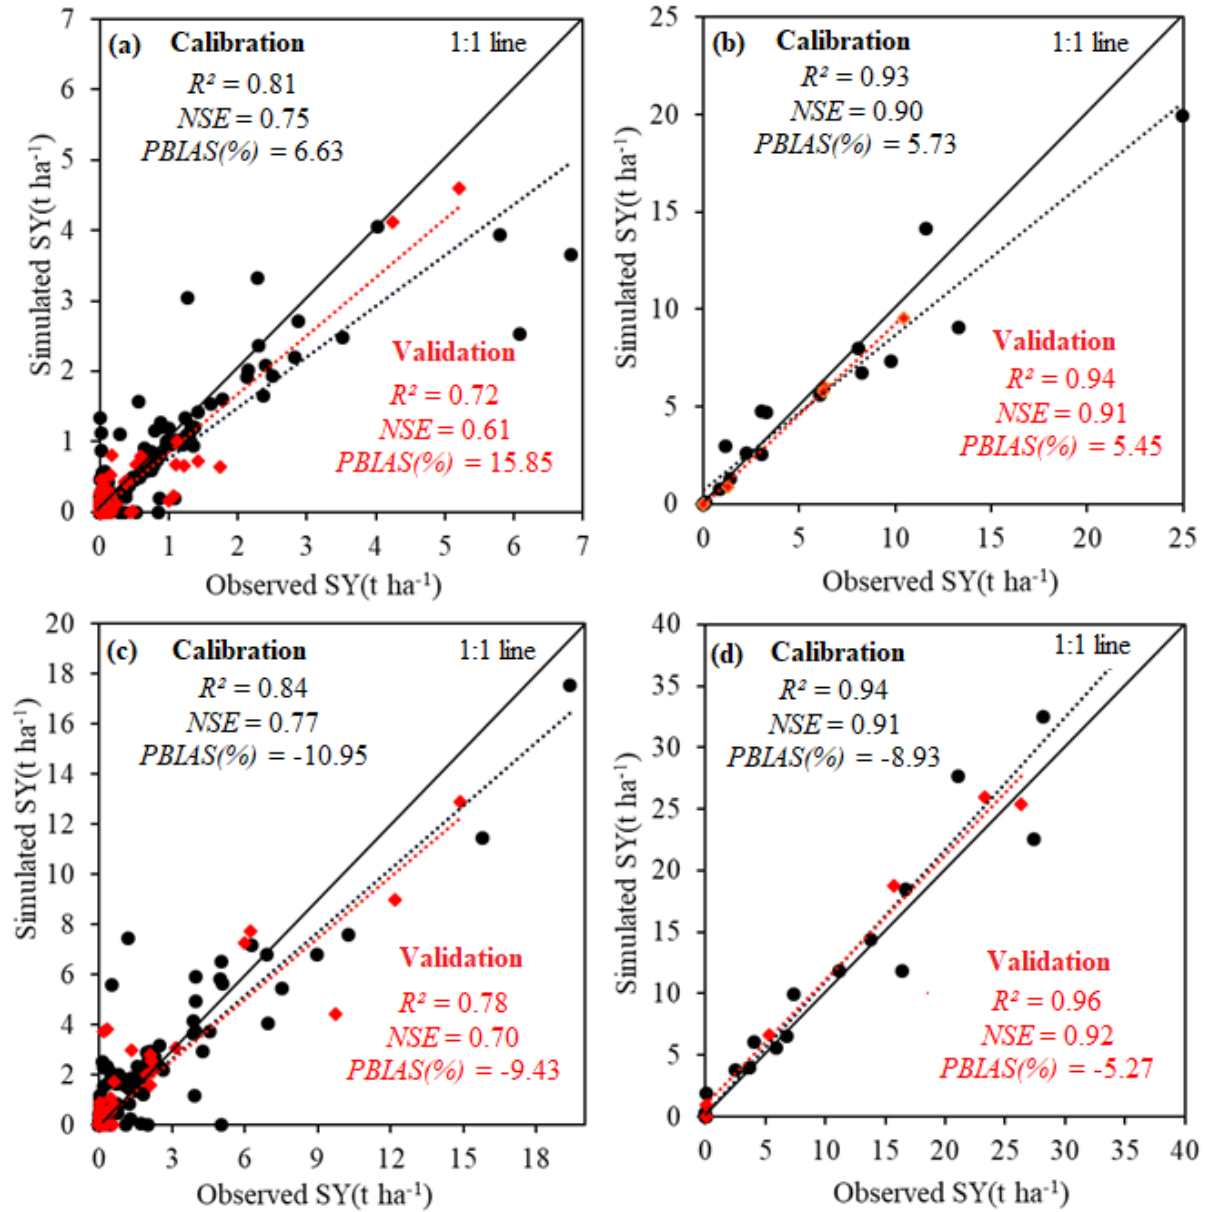 (a) Calibration 1:1 line
R² = 0.81
NSE = 0.75
PBIAS(%) = 6.63
Validation
R² = 0.72
NSE = 0.61
PBIAS(%) = 15.85
7
6
5
4
3
2
1
0
0 1 2 3 4 5 6 7
Simulated SY(t ha⁻¹)
Observed SY(t ha⁻¹)
(b) Calibration 1:1 line
R² = 0.93
NSE = 0.90
PBIAS(%) = 5.73
Validation
R² = 0.94
NSE = 0.91
PBIAS(%) = 5.45
25
20
15
10
5
0
0 5 10 15 20 25
Simulated SY(t ha⁻¹)
Observed SY(t ha⁻¹)
(c) Calibration 1:1 line
R² = 0.84
NSE = 0.77
PBIAS(%) = -10.95
Validation
R² = 0.78
NSE = 0.70
PBIAS(%) = -9.43
20
18
16
14
12
10
8
6
4
2
0
0 3 6 9 12 15 18
Simulated SY(t ha⁻¹)
Observed SY(t ha⁻¹)
(d) Calibration 1:1 line
R² = 0.94
NSE = 0.91
PBIAS(%) = -8.93
Validation
R² = 0.96
NSE = 0.92
PBIAS(%) = -5.27
40
35
30
25
20
15
10
5
0
0 5 10 15 20 25 30 35 40
Simulated SY(t ha⁻¹)
Observed SY(t ha⁻¹)